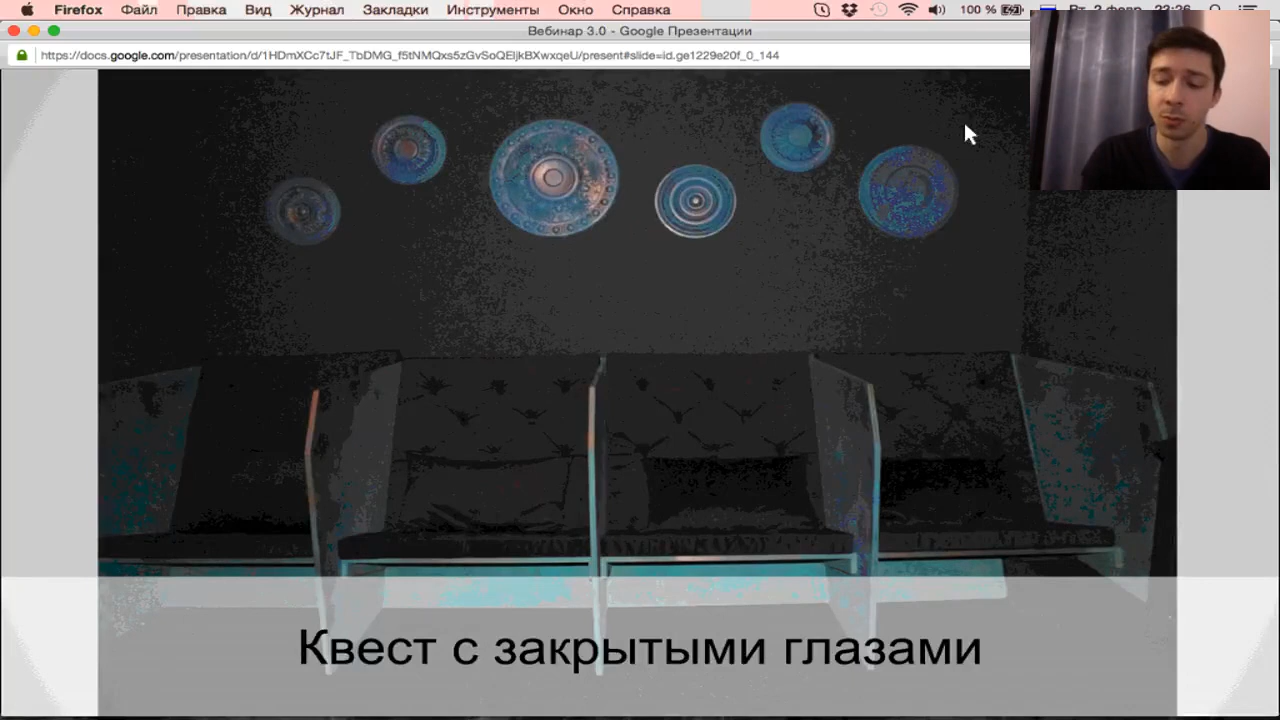 Firefox Файл Правка Вид Журнал Закладки Инструменты Окно Справка 100 %
Вебинар 3.0 - Google Презентации
https://docs.google.com/presentation/d/1HDmXCc7tJF_TbDMG_f5tNMQxs5zGvSoQEljkBXwxqeU/present#slide=id.ge1229e20f_0_144
Квест с закрытыми глазами